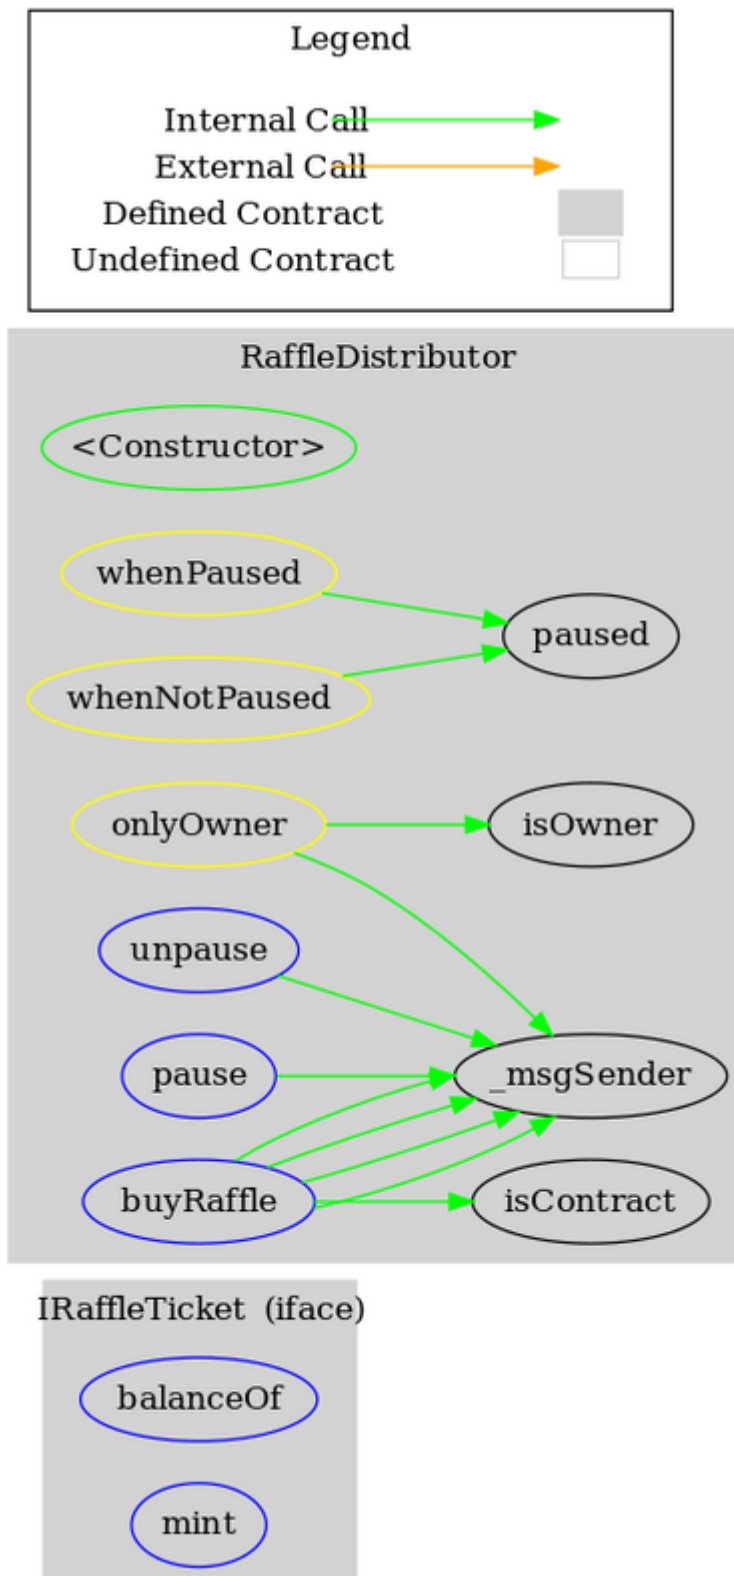 Legend
Internal Call
External Call
Defined Contract
Undefined Contract
RaffleDistributor
<Constructor>
whenPaused
paused
whenNotPaused
onlyOwner
isOwner
unpause
pause
_msgSender
buyRaffle
isContract
IRaffleTicket (iface)
balanceOf
mint